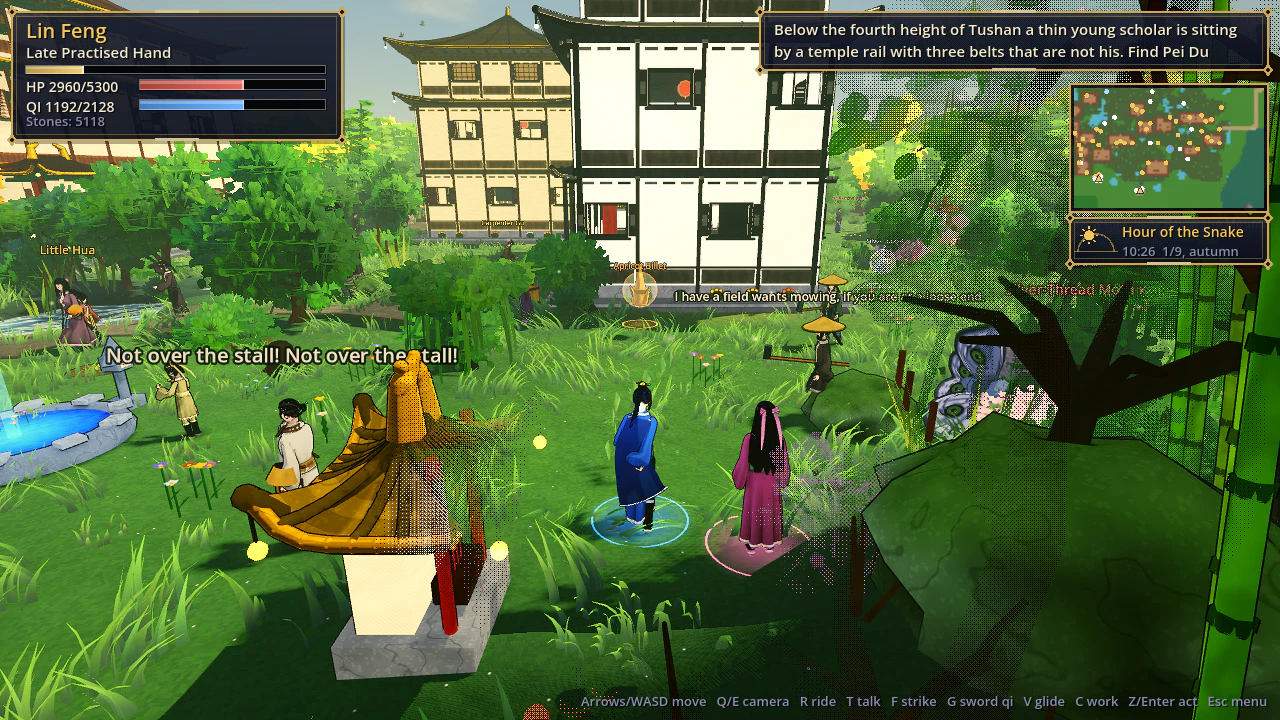 Lin Feng
Late Practised Hand
HP 2960/5300
QI 1192/2128
Stones: 5118
Below the fourth height of Tushan a thin young scholar is sitting
by a temple rail with three belts that are not his. Find Pei Du
Hour of the Snake
10:26 1/9, autumn
Little Hua
Apricot Billet
I have a field wants mowing, if you are
Not over the stall! Not over the stall!
Arrows/WASD move Q/E camera R ride T talk F strike G sword qi V glide C work Z/Enter act Esc menu